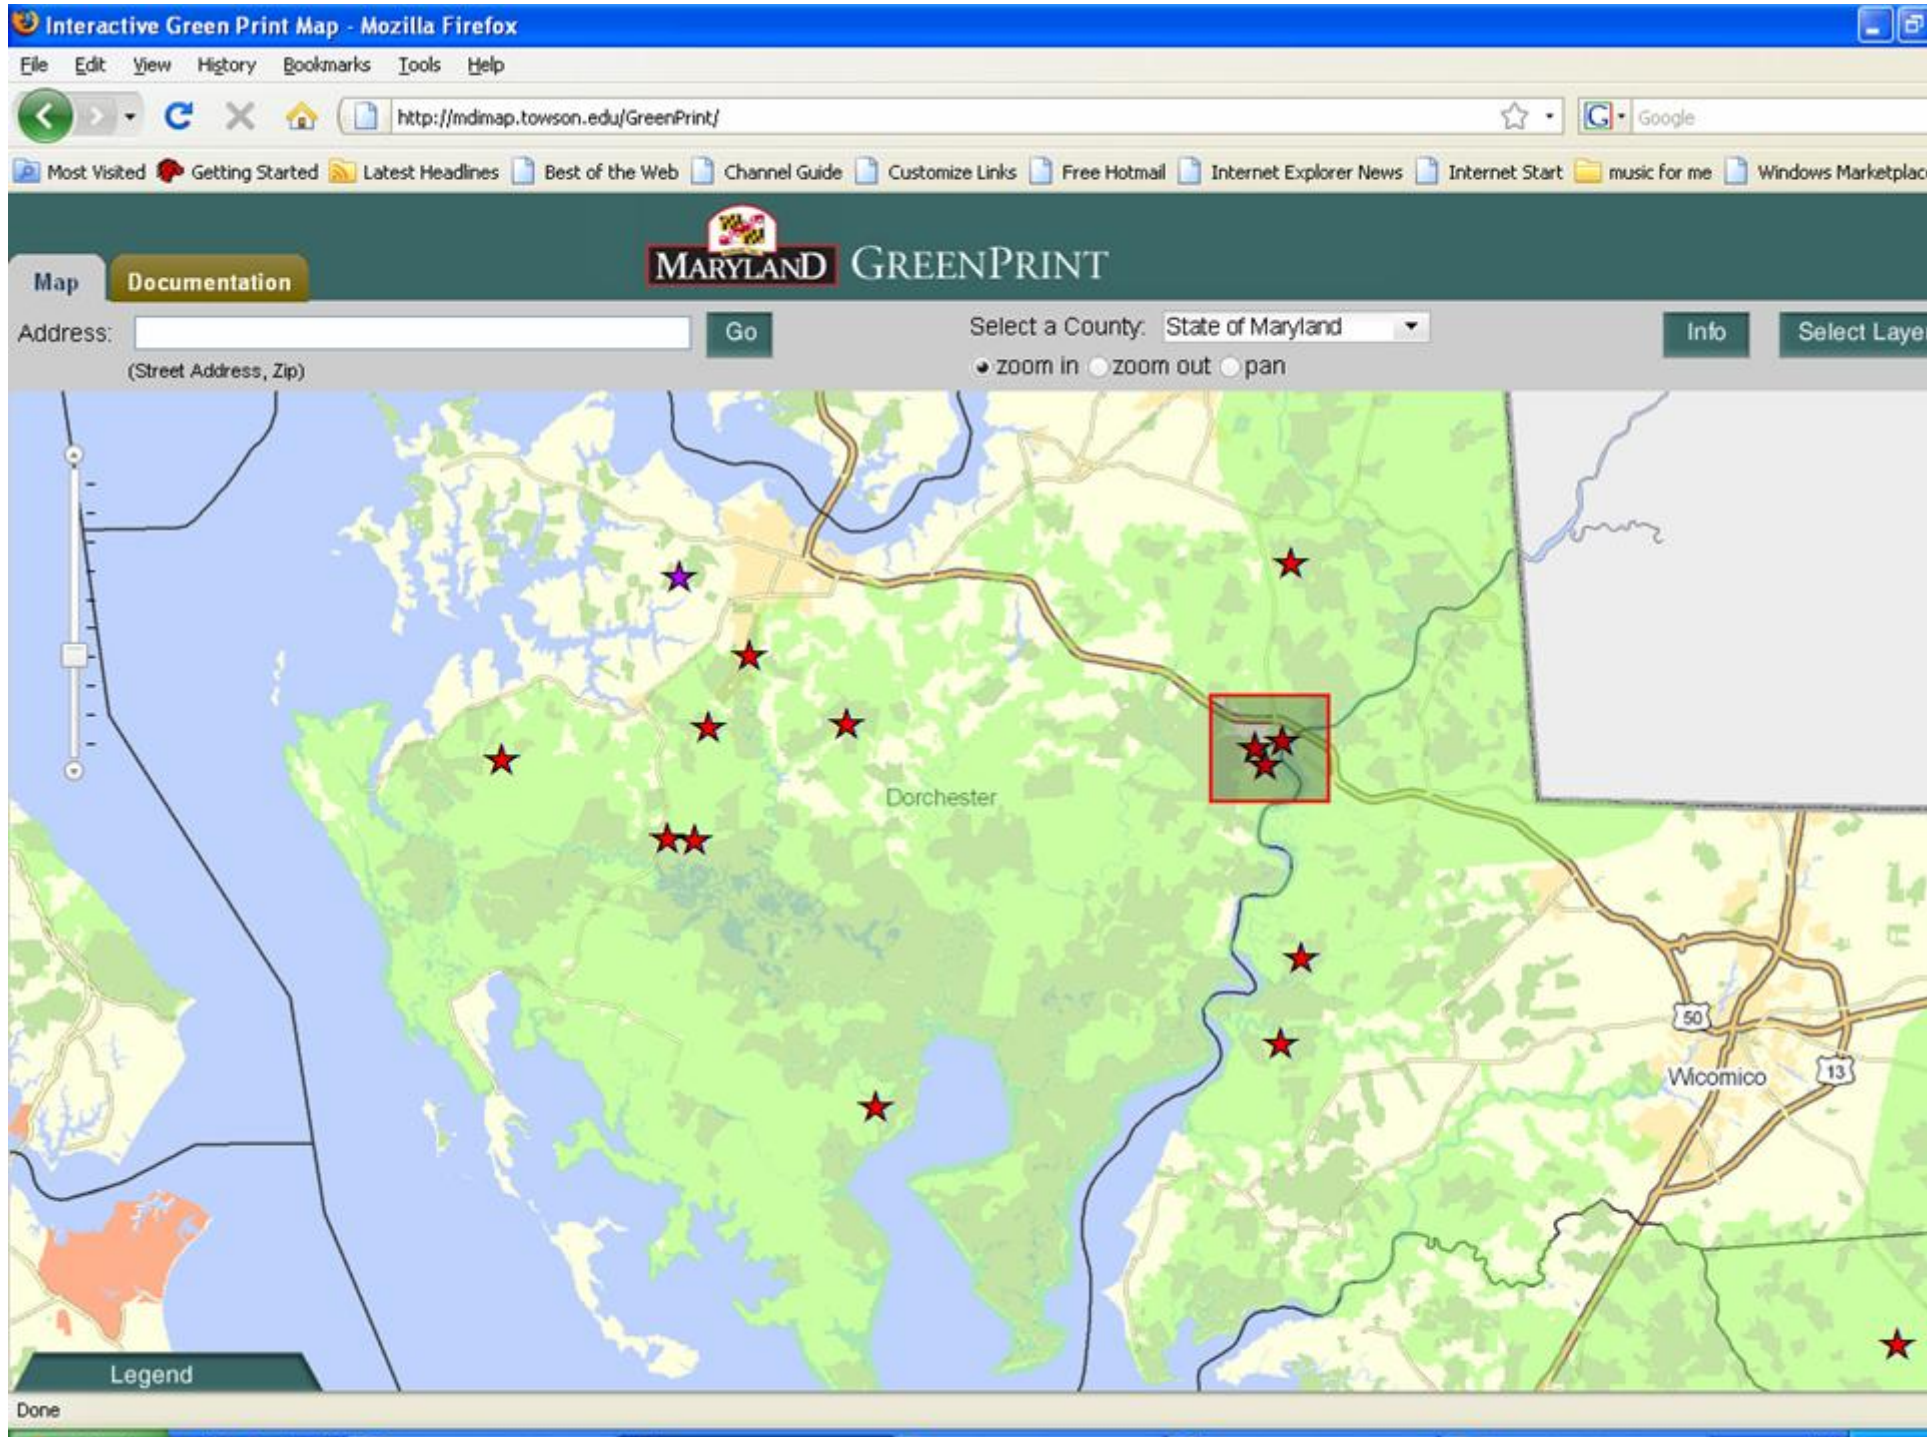 Interactive Green Print Map - Mozilla Firefox
File Edit View History Bookmarks Tools Help
http://mdimap.towson.edu/GreenPrint/ G Google
Most Visited Getting Started Latest Headlines Best of the Web Channel Guide Customize Links Free Hotmail Internet Explorer News Internet Start music for me Windows Marketplac
MARYLAND GREENPRINT
Map Documentation
Address: Go Select a County: State of Maryland Info Select Laye
(Street Address, Zip) zoom in zoom out pan
Dorchester
50
Wicomico 13
Legend
Done